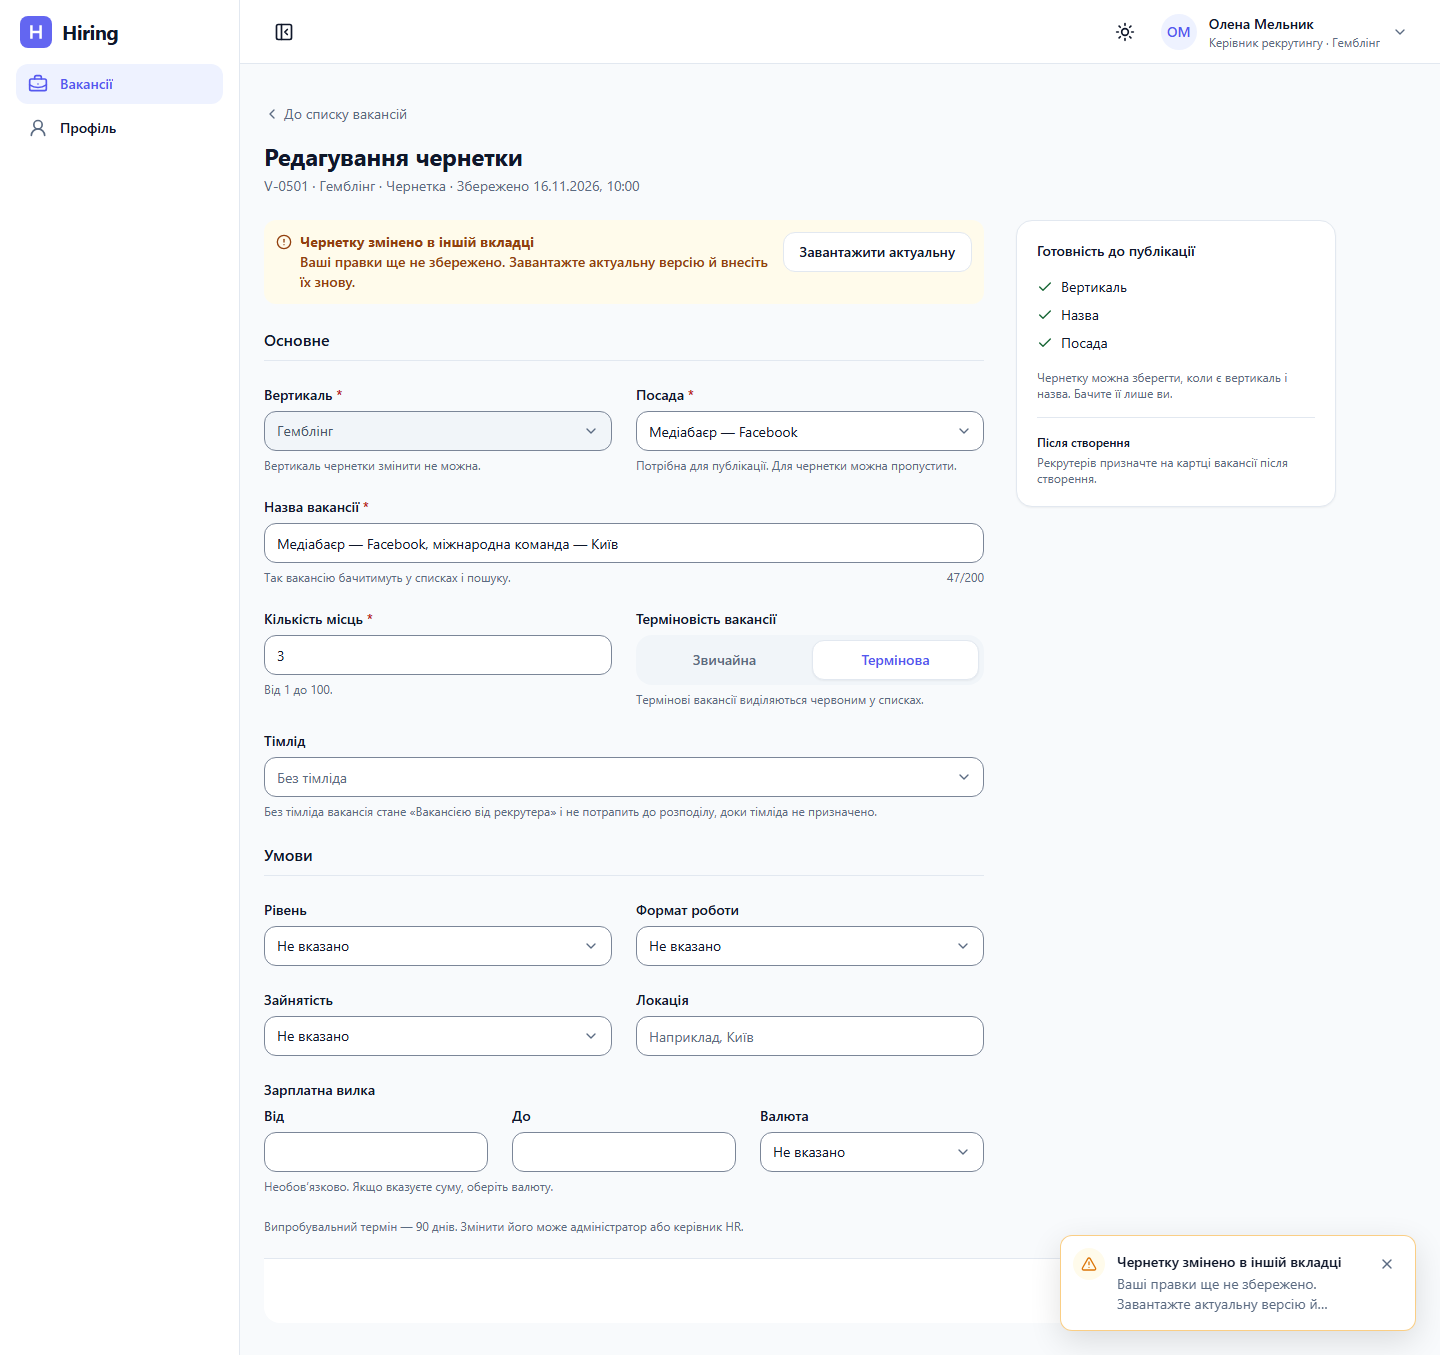 H Hiring
Вакансії
Профіль
ОМ
Олена Мельник
Керівник рекрутингу · Гемблінг
До списку вакансій
Редагування чернетки
V-0501 · Гемблінг · Чернетка · Збережено 16.11.2026, 10:00
Чернетку змінено в іншій вкладці
Ваші правки ще не збережено. Завантажте актуальну версію й внесіть
їх знову.
Завантажити актуальну
Основне
Вертикаль *
Гемблінг
Вертикаль чернетки змінити не можна.
Посада *
Медіабаєр — Facebook
Потрібна для публікації. Для чернетки можна пропустити.
Назва вакансії *
Медіабаєр — Facebook, міжнародна команда — Київ
Так вакансію бачитимуть у списках і пошуку.
47/200
Кількість місць *
3
Від 1 до 100.
Терміновість вакансії
Звичайна
Термінова
Термінові вакансії виділяються червоним у списках.
Тімлід
Без тімліда
Без тімліда вакансія стане «Вакансією від рекрутера» і не потрапить до розподілу, доки тімліда не призначено.
Умови
Рівень
Не вказано
Формат роботи
Не вказано
Зайнятість
Не вказано
Локація
Наприклад, Київ
Зарплатна вилка
Від
До
Валюта
Не вказано
Необов'язково. Якщо вказуєте суму, оберіть валюту.
Випробувальний термін — 90 днів. Змінити його може адміністратор або керівник HR.
Готовність до публікації
Вертикаль
Назва
Посада
Чернетку можна зберегти, коли є вертикаль і
назва. Бачите її лише ви.
Після створення
Рекрутерів призначте на картці вакансії після
створення.
Чернетку змінено в іншій вкладці
Ваші правки ще не збережено.
Завантажте актуальну версію й...